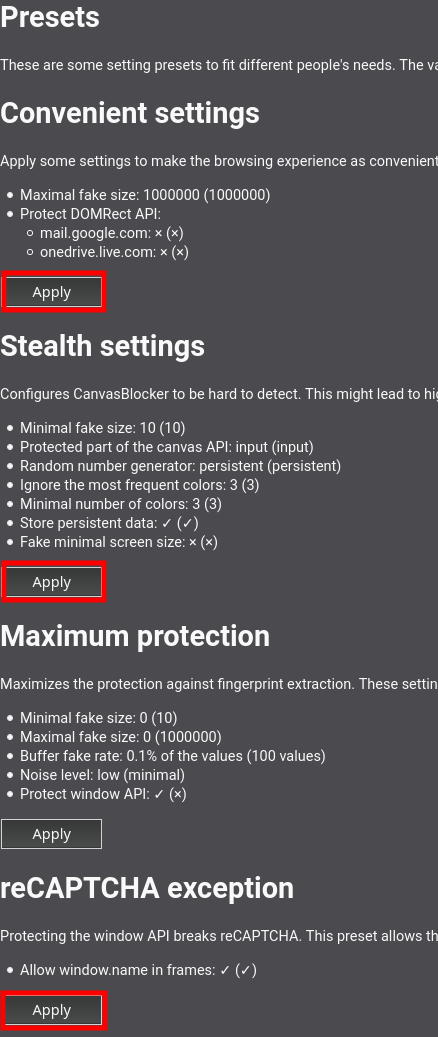 Presets
These are some setting presets to fit different people's needs. The
Convenient settings
Apply some settings to make the browsing experience as convenient
• Maximal fake size: 1000000 (1000000)
• Protect DOMRect API:
◦ mail.google.com: × (×)
◦ onedrive.live.com: × (×)
Apply
Stealth settings
Configures CanvasBlocker to be hard to detect. This might lead to
• Minimal fake size: 10 (10)
• Protected part of the canvas API: input (input)
• Random number generator: persistent (persistent)
• Ignore the most frequent colors: 3 (3)
• Minimal number of colors: 3 (3)
• Store persistent data: ✓ (✓)
• Fake minimal screen size: × (×)
Apply
Maximum protection
Maximizes the protection against fingerprint extraction. These
• Minimal fake size: 0 (10)
• Maximal fake size: 0 (1000000)
• Buffer fake rate: 0.1% of the values (100 values)
• Noise level: low (minimal)
• Protect window API: ✓ (×)
Apply
reCAPTCHA exception
Protecting the window API breaks reCAPTCHA. This preset allows
• Allow window.name in frames: ✓ (✓)
Apply